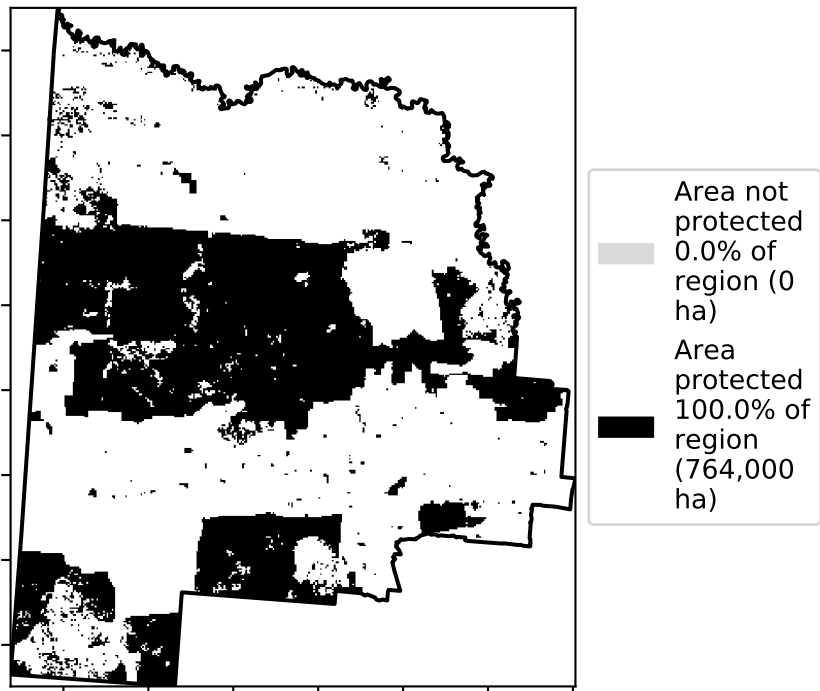 Area not
protected
0.0% of
region (0
ha)
Area
protected
100.0% of
region
(764,000
ha)